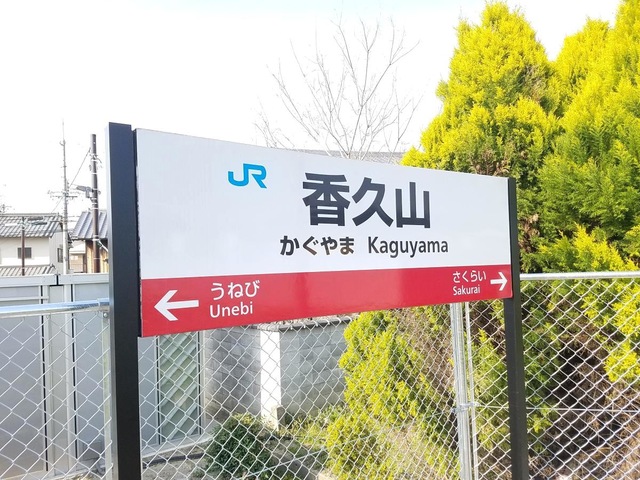 JR
香久山
かぐやま Kaguyama
← うねび
Unebi
さくらい →
Sakurai